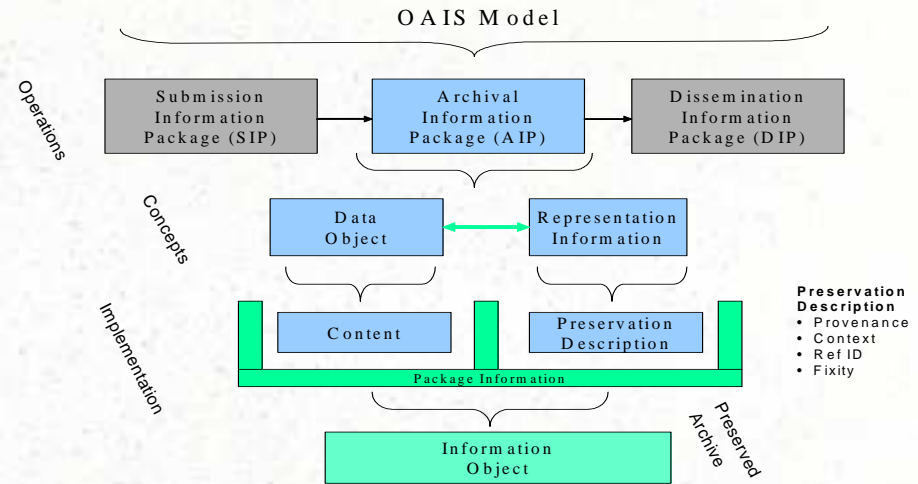 OAIS Model
Operations
Submission
Information
Package (SIP)
Archival
Information
Package (AIP)
Dissemination
Information
Package (DIP)
Concepts
Data
Object
Representation
Information
Implementation
Content
Preservation
Description
Package Information
Preservation
Description
• Provenance
• Context
• Ref ID
• Fixity
Information
Object
Preserved
Archive